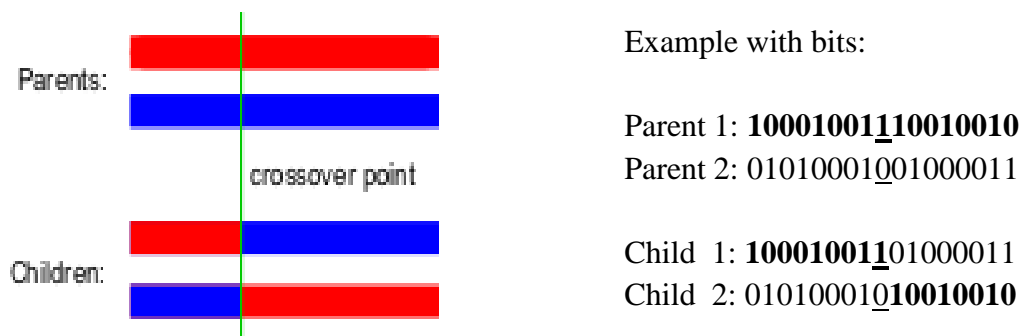 Parents:
crossover point
Children:
Example with bits:
Parent 1: 10001001110010010
Parent 2: 01010001001000011
Child 1: 10001001101000011
Child 2: 01010001010010010